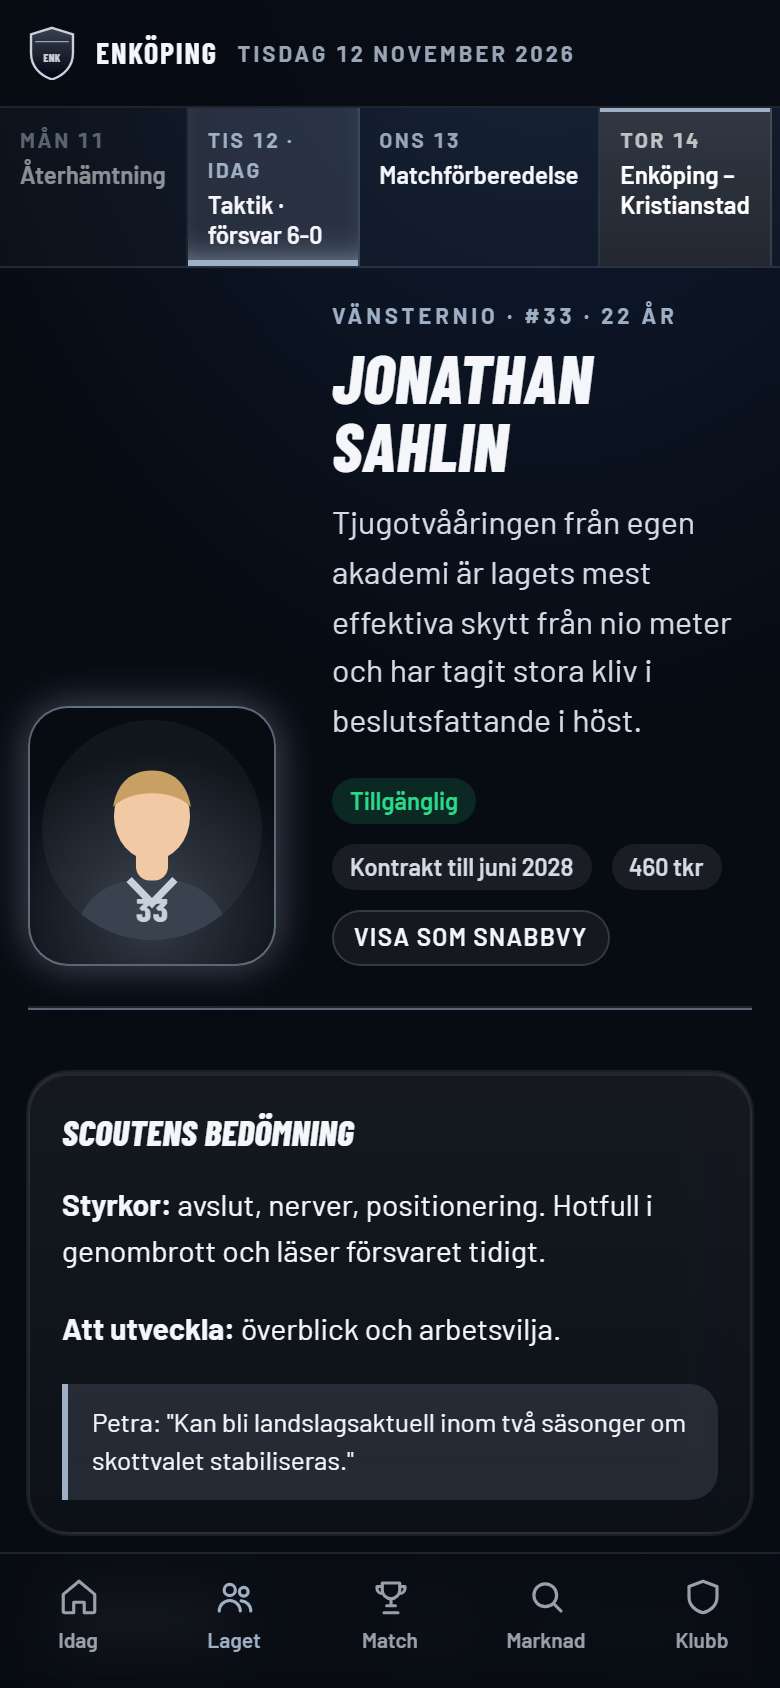 ENK
ENKÖPING TISDAG 12 NOVEMBER 2026
MÅN 11
Återhämtning
TIS 12 ·
IDAG
Taktik ·
försvar 6-0
ONS 13
Matchförberedelse
TOR 14
Enköping –
Kristianstad
VÄNSTERNIO · #33 · 22 ÅR
JONATHAN
SAHLIN
Tjugotvååringen från egen
akademi är lagets mest
effektiva skytt från nio meter
och har tagit stora kliv i
beslutsfattande i höst.
33
Tillgänglig
Kontrakt till juni 2028 460 tkr
VISA SOM SNABBVY
SCOUTENS BEDÖMNING
Styrkor: avslut, nerver, positionering. Hotfull i
genombrott och läser försvaret tidigt.
Att utveckla: överblick och arbetsvilja.
Petra: "Kan bli landslagsaktuell inom två säsonger om
skottvalet stabiliseras."
Idag Laget Match Marknad Klubb